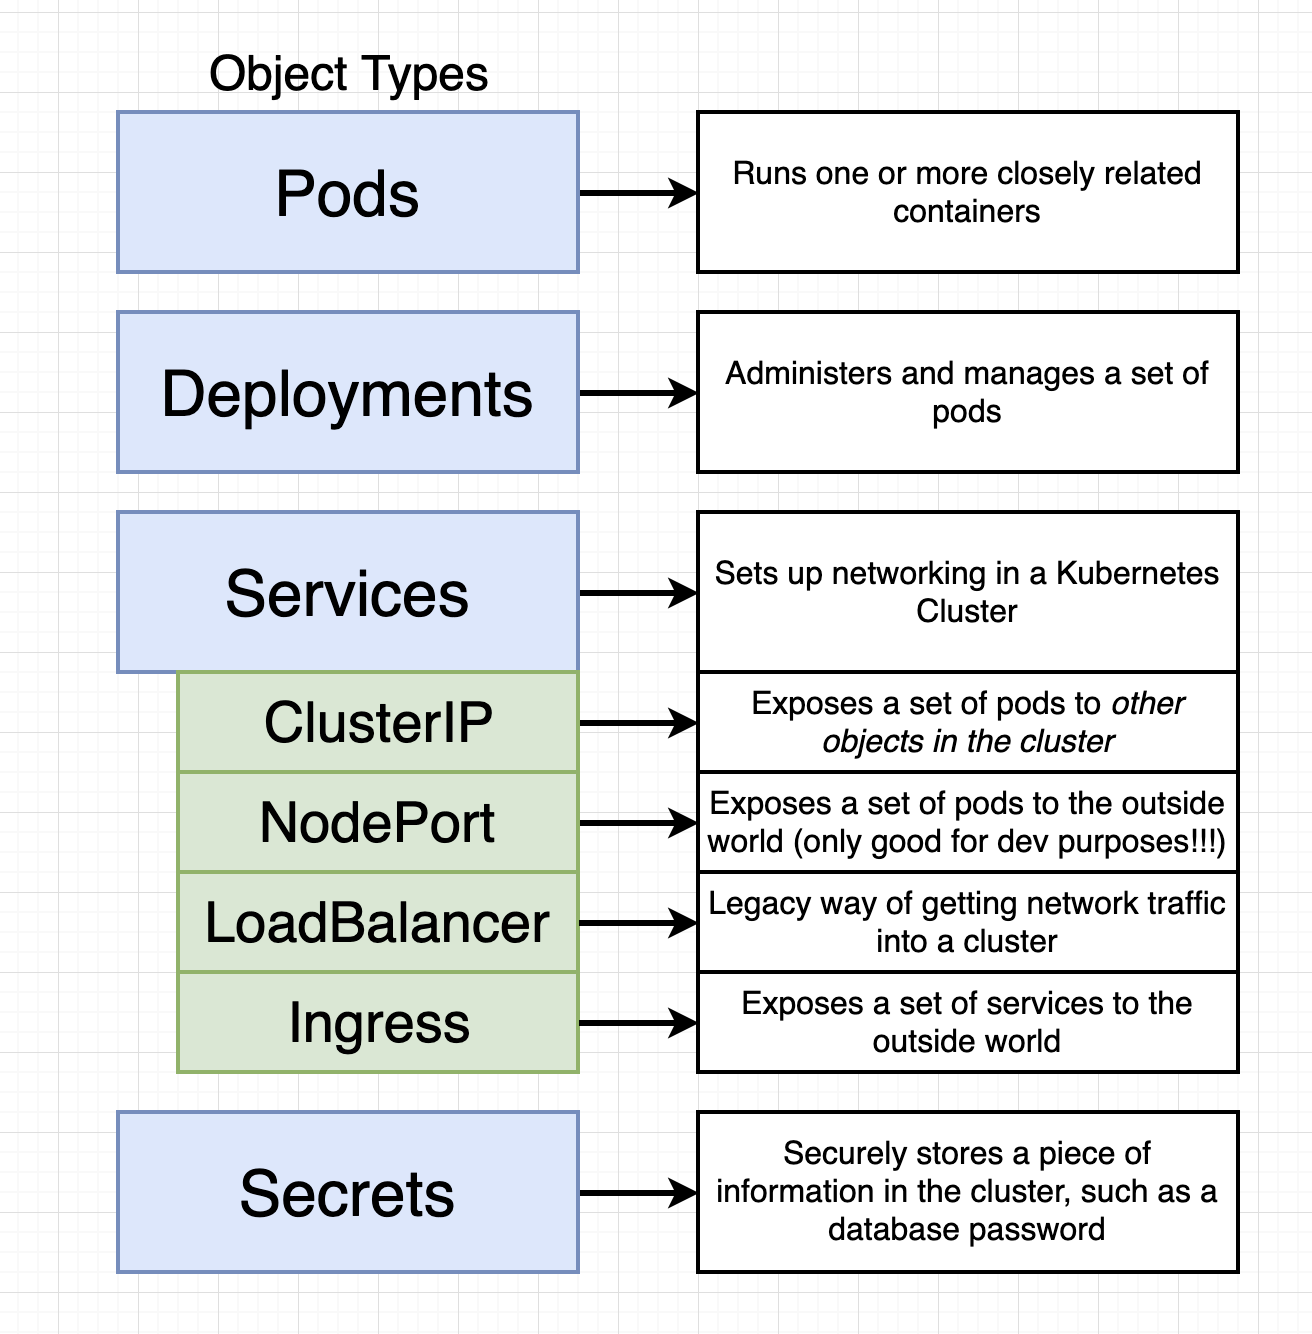 Object Types
Pods
Runs one or more closely related
containers
Deployments
Administers and manages a set of
pods
Services
Sets up networking in a Kubernetes
Cluster
ClusterIP
Exposes a set of pods to other
objects in the cluster
NodePort
Exposes a set of pods to the outside
world (only good for dev purposes!!!)
LoadBalancer
Legacy way of getting network traffic
into a cluster
Ingress
Exposes a set of services to the
outside world
Secrets
Securely stores a piece of
information in the cluster, such as a
database password